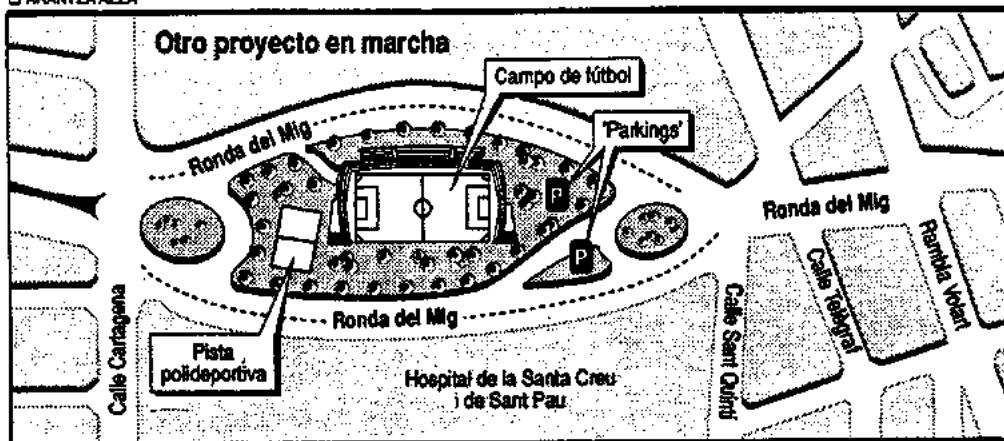 Otro proyecto en marcha
Campo de fútbol
'Parkings'
Ronda del Mig
P
Ronda del Mig
P
Ronda del Mig
Pista
polideportiva
Hospital de la Santa Creu
i de Sant Pau
Calle Cartagena
Calle Sant Quintí
Calle Telègraf
Rambla Volart